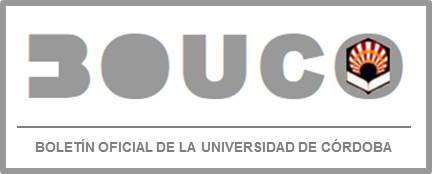 BOUCO
BOLETÍN OFICIAL DE LA UNIVERSIDAD DE CÓRDOBA